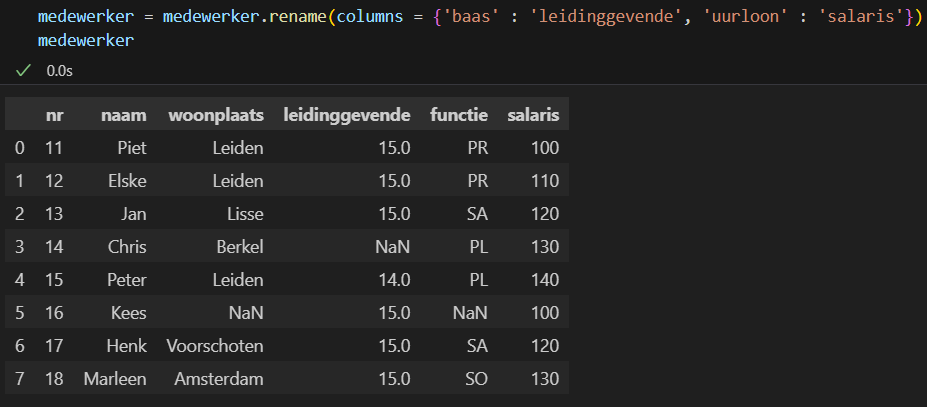 medewerker = medewerker.rename(columns = {'baas' : 'leidinggevende', 'uurloon' : 'salaris'})
medewerker
0.0s
nr naam woonplaats leidinggevende functie salaris
0 11 Piet Leiden 15.0 PR 100
1 12 Elske Leiden 15.0 PR 110
2 13 Jan Lisse 15.0 SA 120
3 14 Chris Berkel NaN PL 130
4 15 Peter Leiden 14.0 PL 140
5 16 Kees NaN 15.0 NaN 100
6 17 Henk Voorschoten 15.0 SA 120
7 18 Marleen Amsterdam 15.0 SO 130